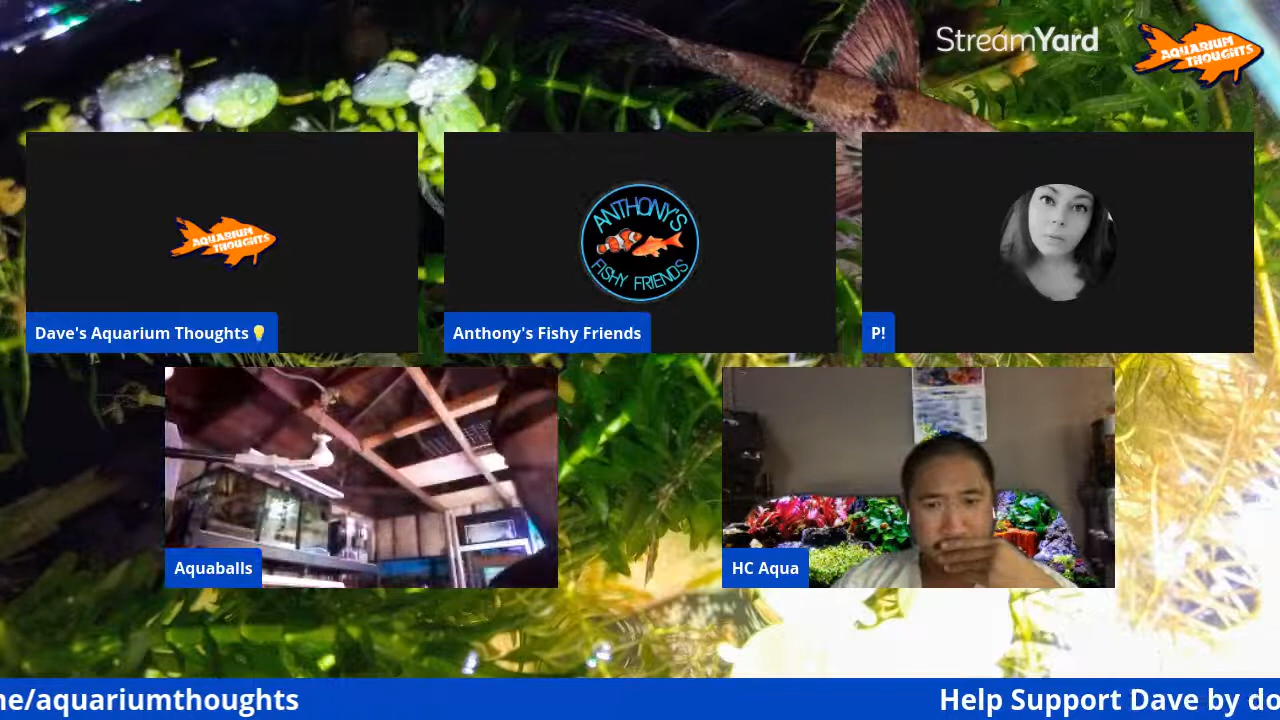 StreamYard
AQUARIUM
THOUGHTS
AQUARIUM
THOUGHTS
ANTHONY'S
FISHY FRIENDS
Dave's Aquarium Thoughts💡
Anthony's Fishy Friends
P!
Aquaballs
HC Aqua
ne/aquariumthoughts
Help Support Dave by do